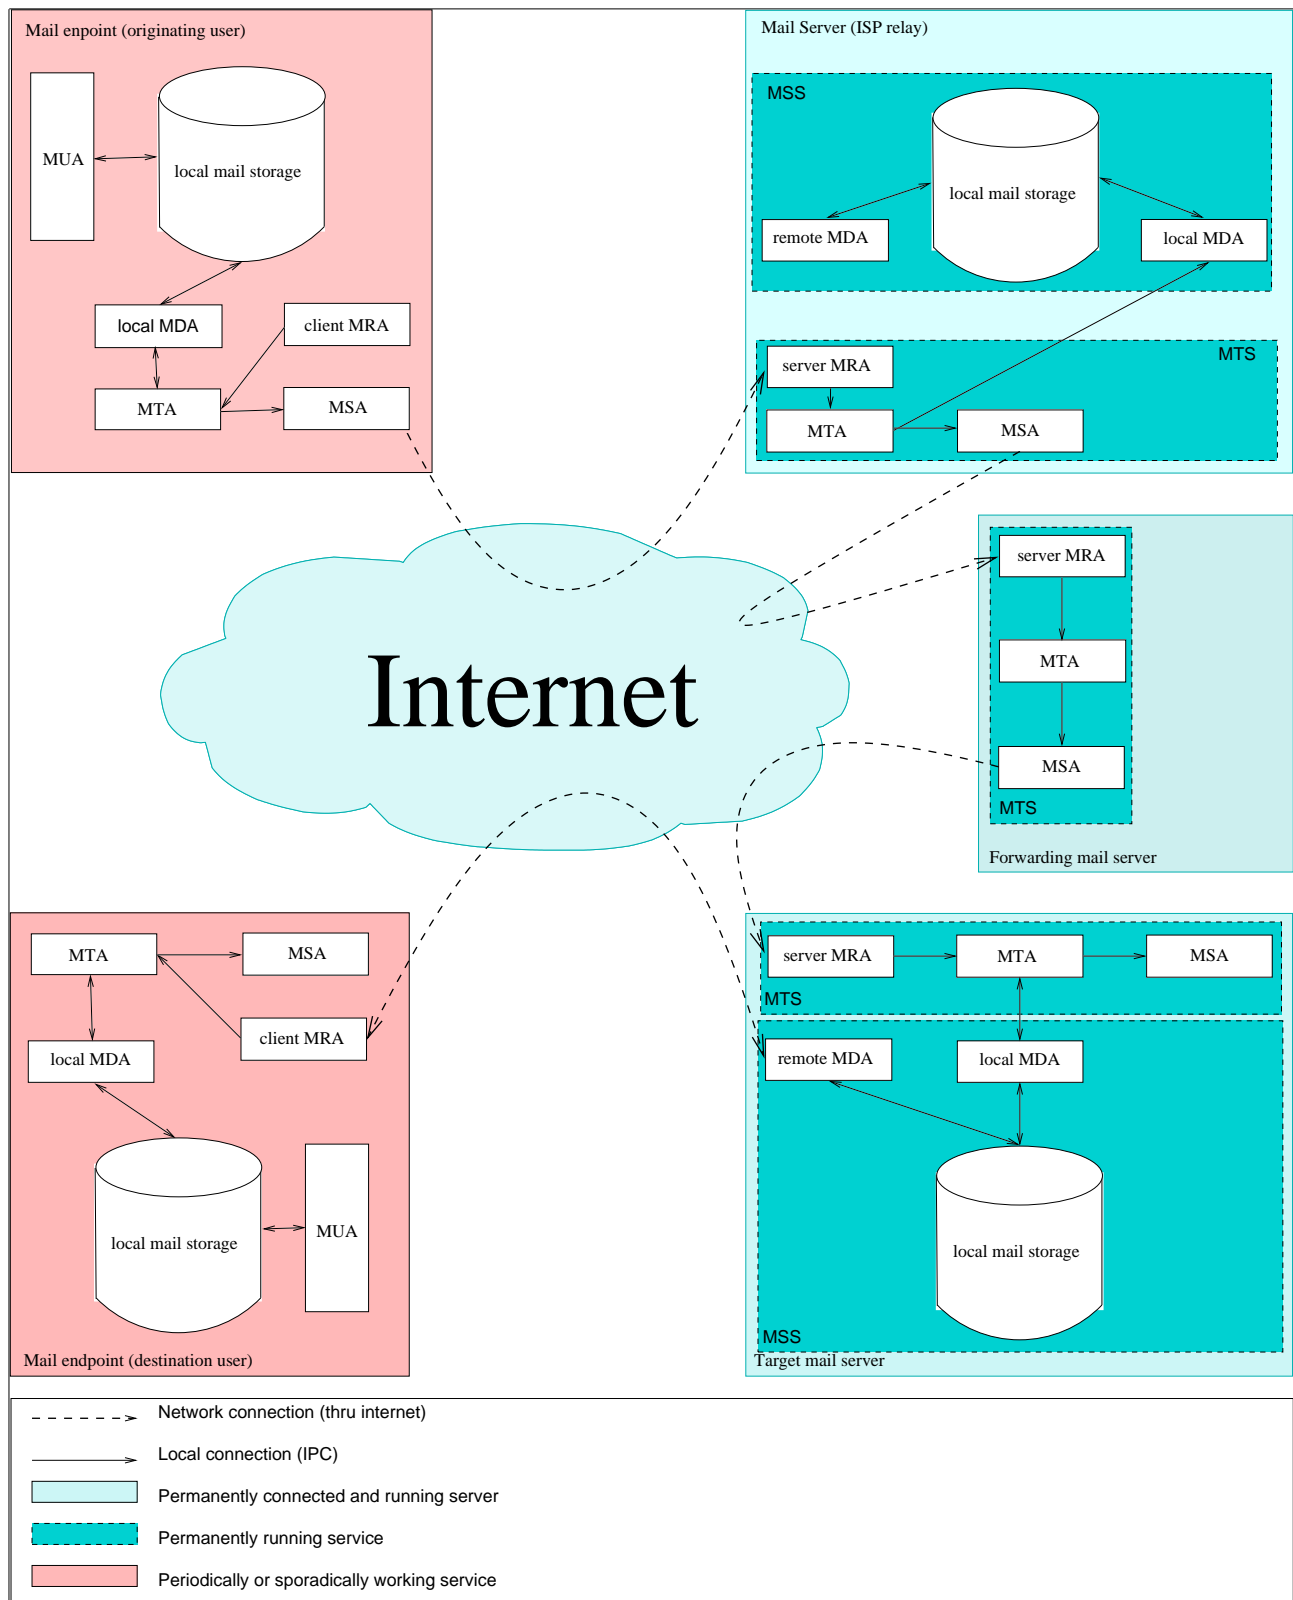 Mail enpoint (originating user)
MUA
local mail storage
local MDA
client MRA
MTA
MSA
Mail Server (ISP relay)
MSS
local mail storage
remote MDA
local MDA
MTS
server MRA
MTA
MSA
Internet
server MRA
MTA
MSA
MTS
Forwarding mail server
MTA
MSA
client MRA
local MDA
local mail storage
MUA
Mail endpoint (destination user)
server MRA
MTA
MSA
MTS
remote MDA
local MDA
local mail storage
MSS
Target mail server
Network connection (thru internet)
Local connection (IPC)
Permanently connected and running server
Permanently running service
Periodically or sporadically working service